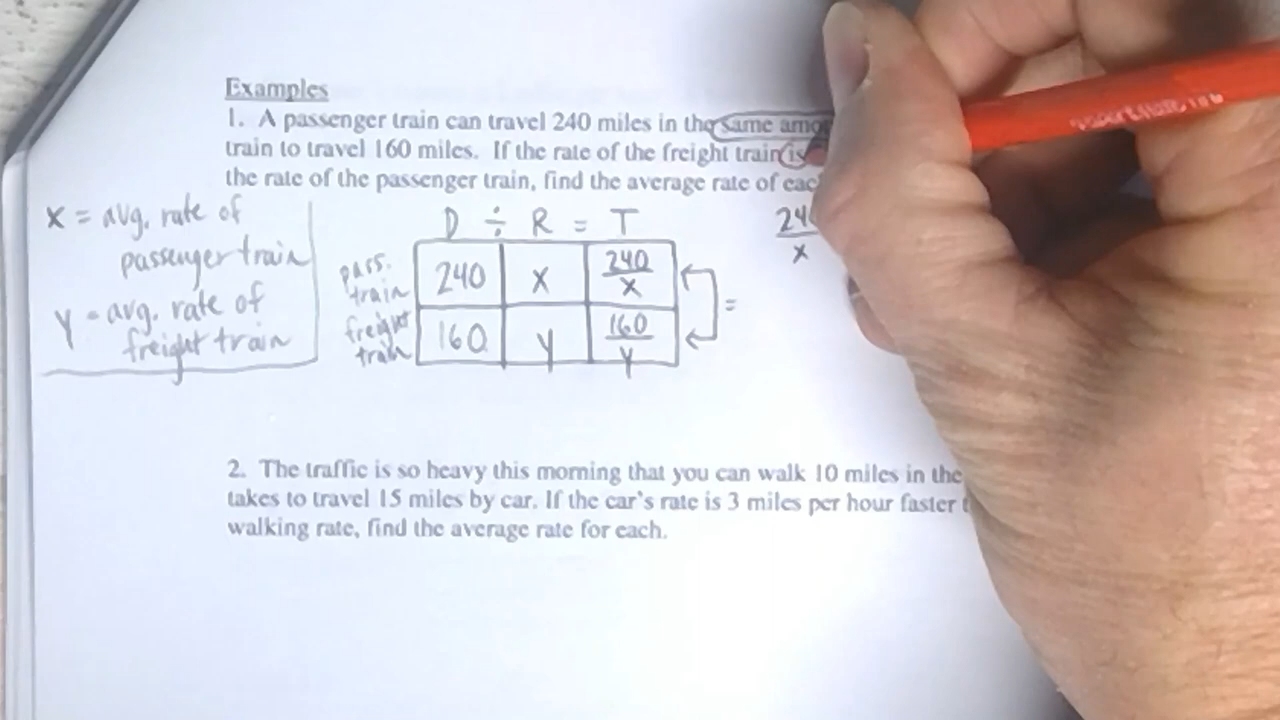 Examples
1. A passenger train can travel 240 miles in the same
train to travel 160 miles. If the rate of the freight train is
the rate of the passenger train, find the average rate of
x = avg. rate of
passenger train
y = avg. rate of
freight train
D ÷ R = T
pass. train 240 x 240/x
freight train 160 y 160/y
=
24
x
2. The traffic is so heavy this morning that you can walk 10 miles in the
takes to travel 15 miles by car. If the car's rate is 3 miles per hour faster
walking rate, find the average rate for each.